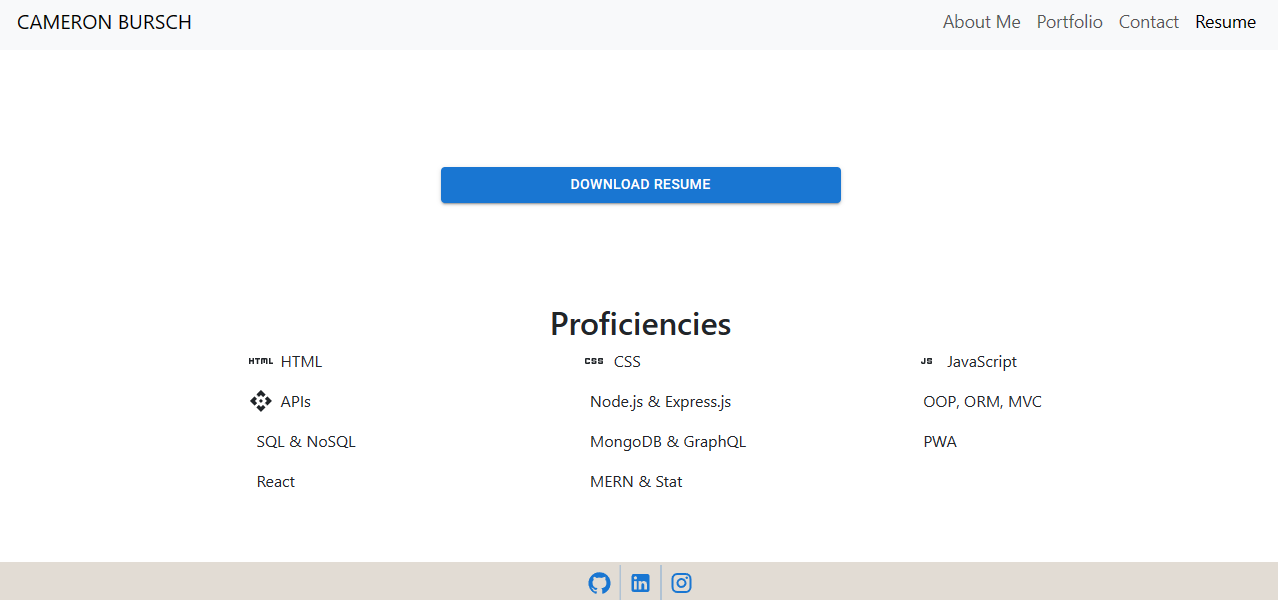 CAMERON BURSCH
About Me Portfolio Contact Resume
DOWNLOAD RESUME
Proficiencies
HTML HTML
CSS CSS
JS JavaScript
APIs
Node.js & Express.js
OOP, ORM, MVC
SQL & NoSQL
MongoDB & GraphQL
PWA
React
MERN & Stat
in